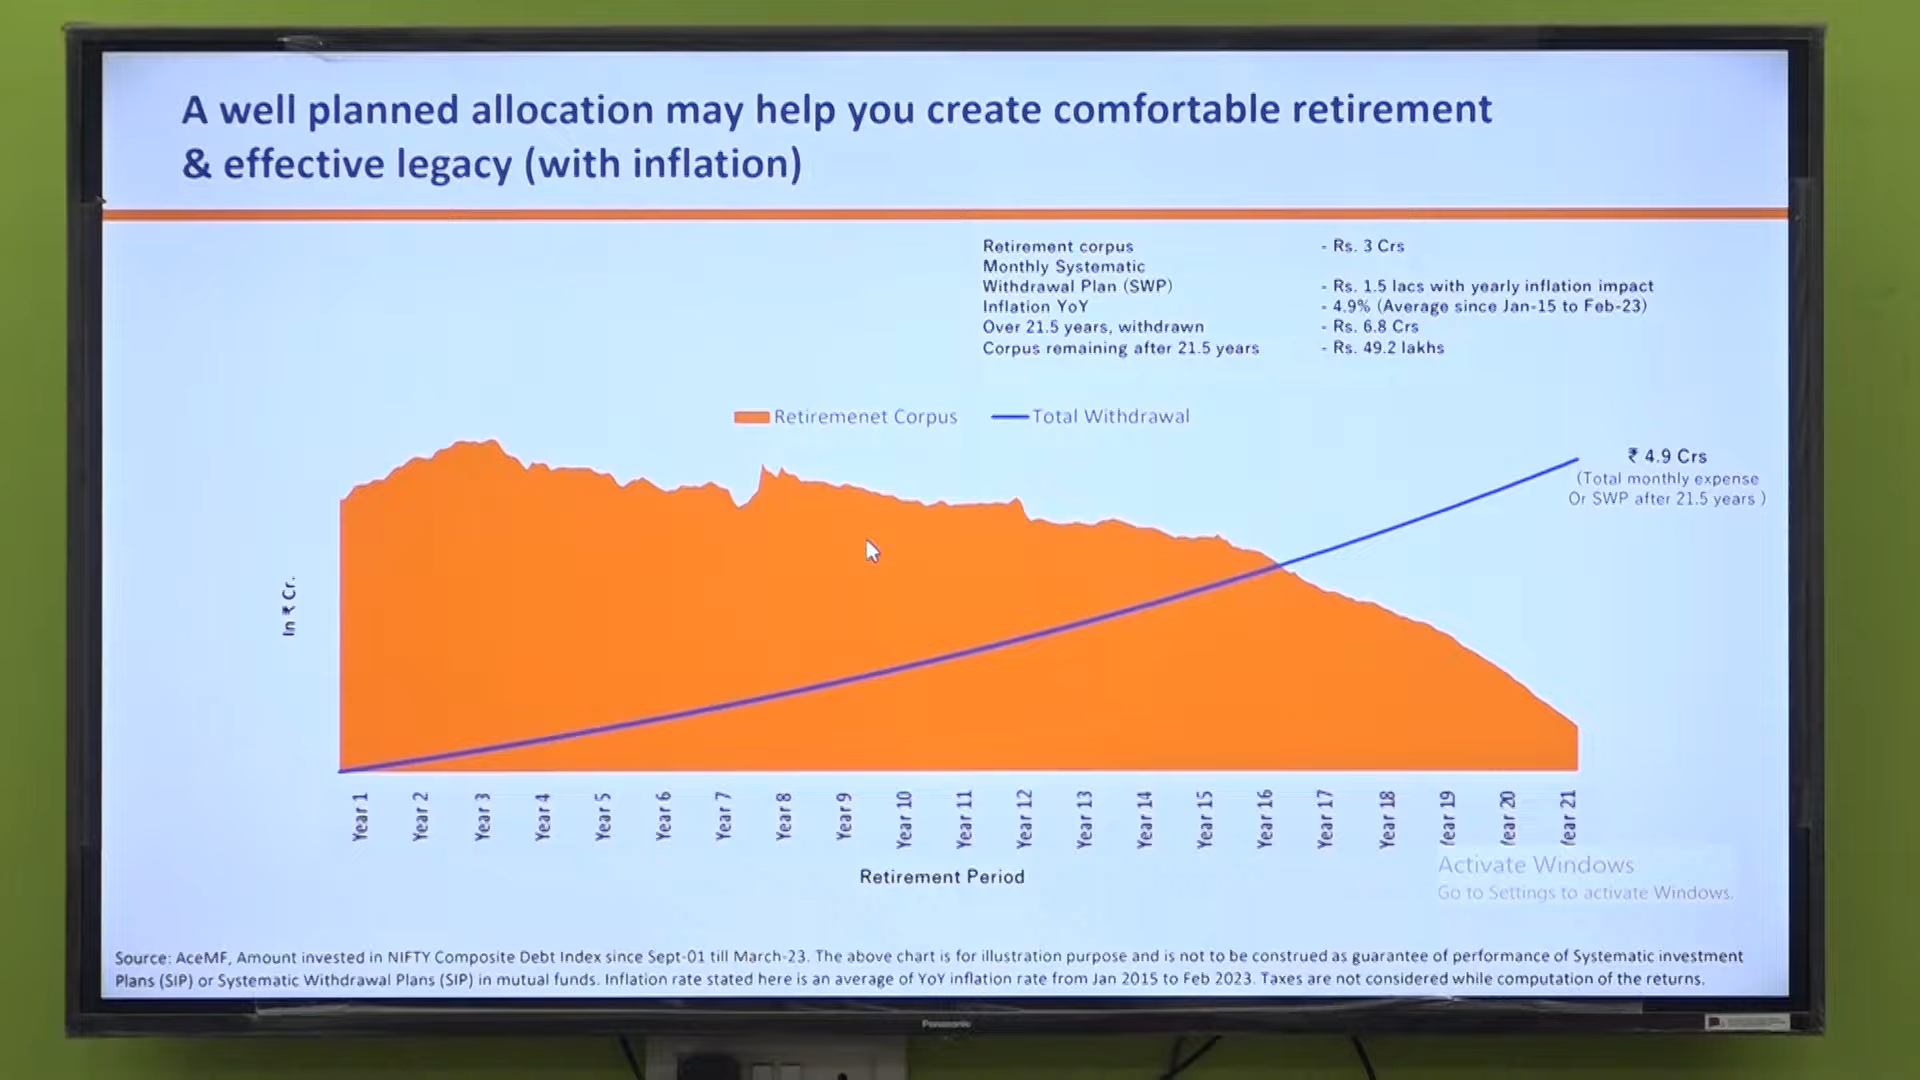 A well planned allocation may help you create comfortable retirement
& effective legacy (with inflation)
Retirement corpus - Rs. 3 Crs
Monthly Systematic
Withdrawal Plan (SWP) - Rs. 1.5 lacs with yearly inflation impact
Inflation YoY - 4.9% (Average since Jan-15 to Feb-23)
Over 21.5 years, withdrawn - Rs. 6.8 Crs
Corpus remaining after 21.5 years - Rs. 49.2 lakhs
Retiremenet Corpus Total Withdrawal
₹ 4.9 Crs
(Total monthly expense
Or SWP after 21.5 years )
In ₹ Cr.
Year 1 Year 2 Year 3 Year 4 Year 5 Year 6 Year 7 Year 8 Year 9 Year 10 Year 11 Year 12 Year 13 Year 14 Year 15 Year 16 Year 17 Year 18 Year 19 Year 20 Year 21
Retirement Period
Activate Windows
Go to Settings to activate Windows.
Source: AceMF, Amount invested in NIFTY Composite Debt Index since Sept-01 till March-23. The above chart is for illustration purpose and is not to be construed as guarantee of performance of Systematic investment
Plans (SIP) or Systematic Withdrawal Plans (SIP) in mutual funds. Inflation rate stated here is an average of YoY inflation rate from Jan 2015 to Feb 2023. Taxes are not considered while computation of the returns.
Panasonic